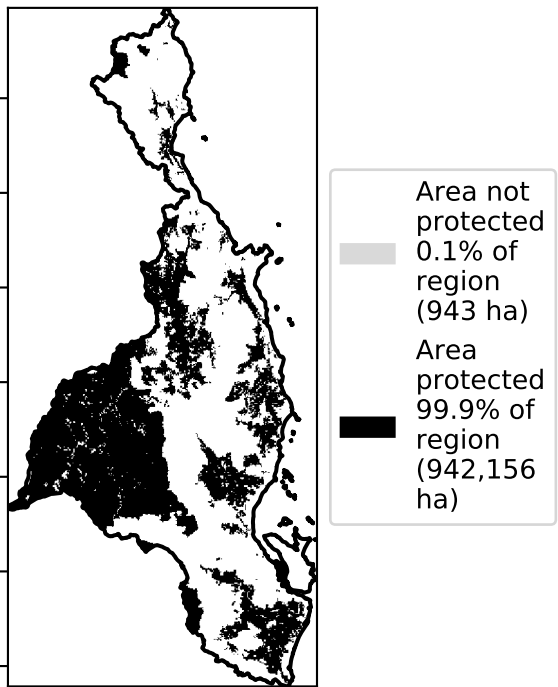 Area not
protected
0.1% of
region
(943 ha)
Area
protected
99.9% of
region
(942,156
ha)